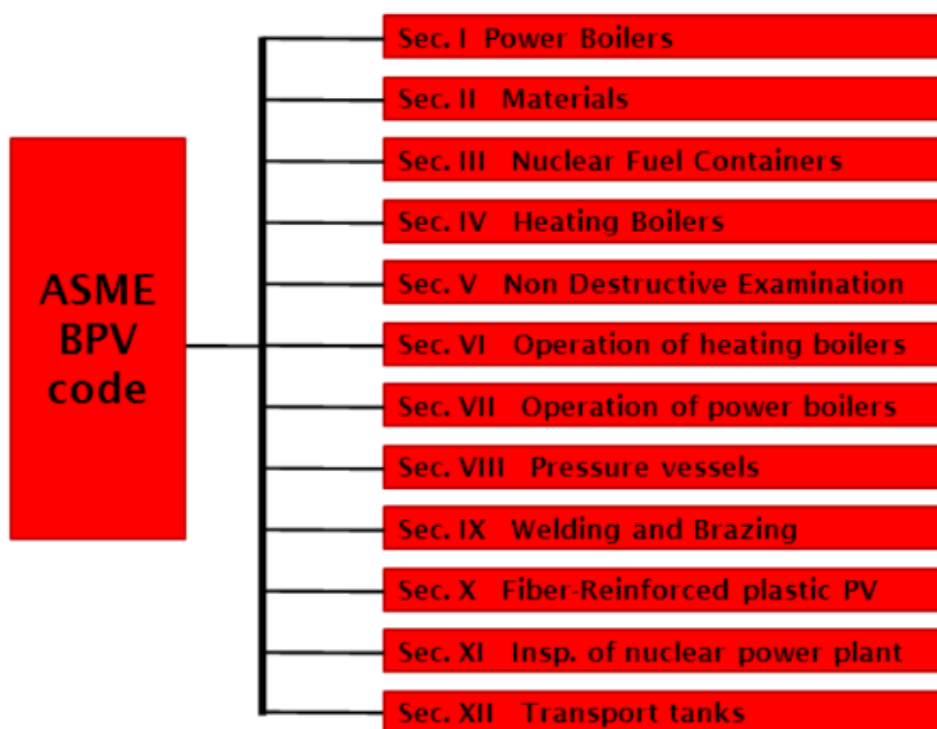 ASME
BPV
code
Sec. I Power Boilers
Sec. II Materials
Sec. III Nuclear Fuel Containers
Sec. IV Heating Boilers
Sec. V Non Destructive Examination
Sec. VI Operation of heating boilers
Sec. VII Operation of power boilers
Sec. VIII Pressure vessels
Sec. IX Welding and Brazing
Sec. X Fiber-Reinforced plastic PV
Sec. XI Insp. of nuclear power plant
Sec. XII Transport tanks